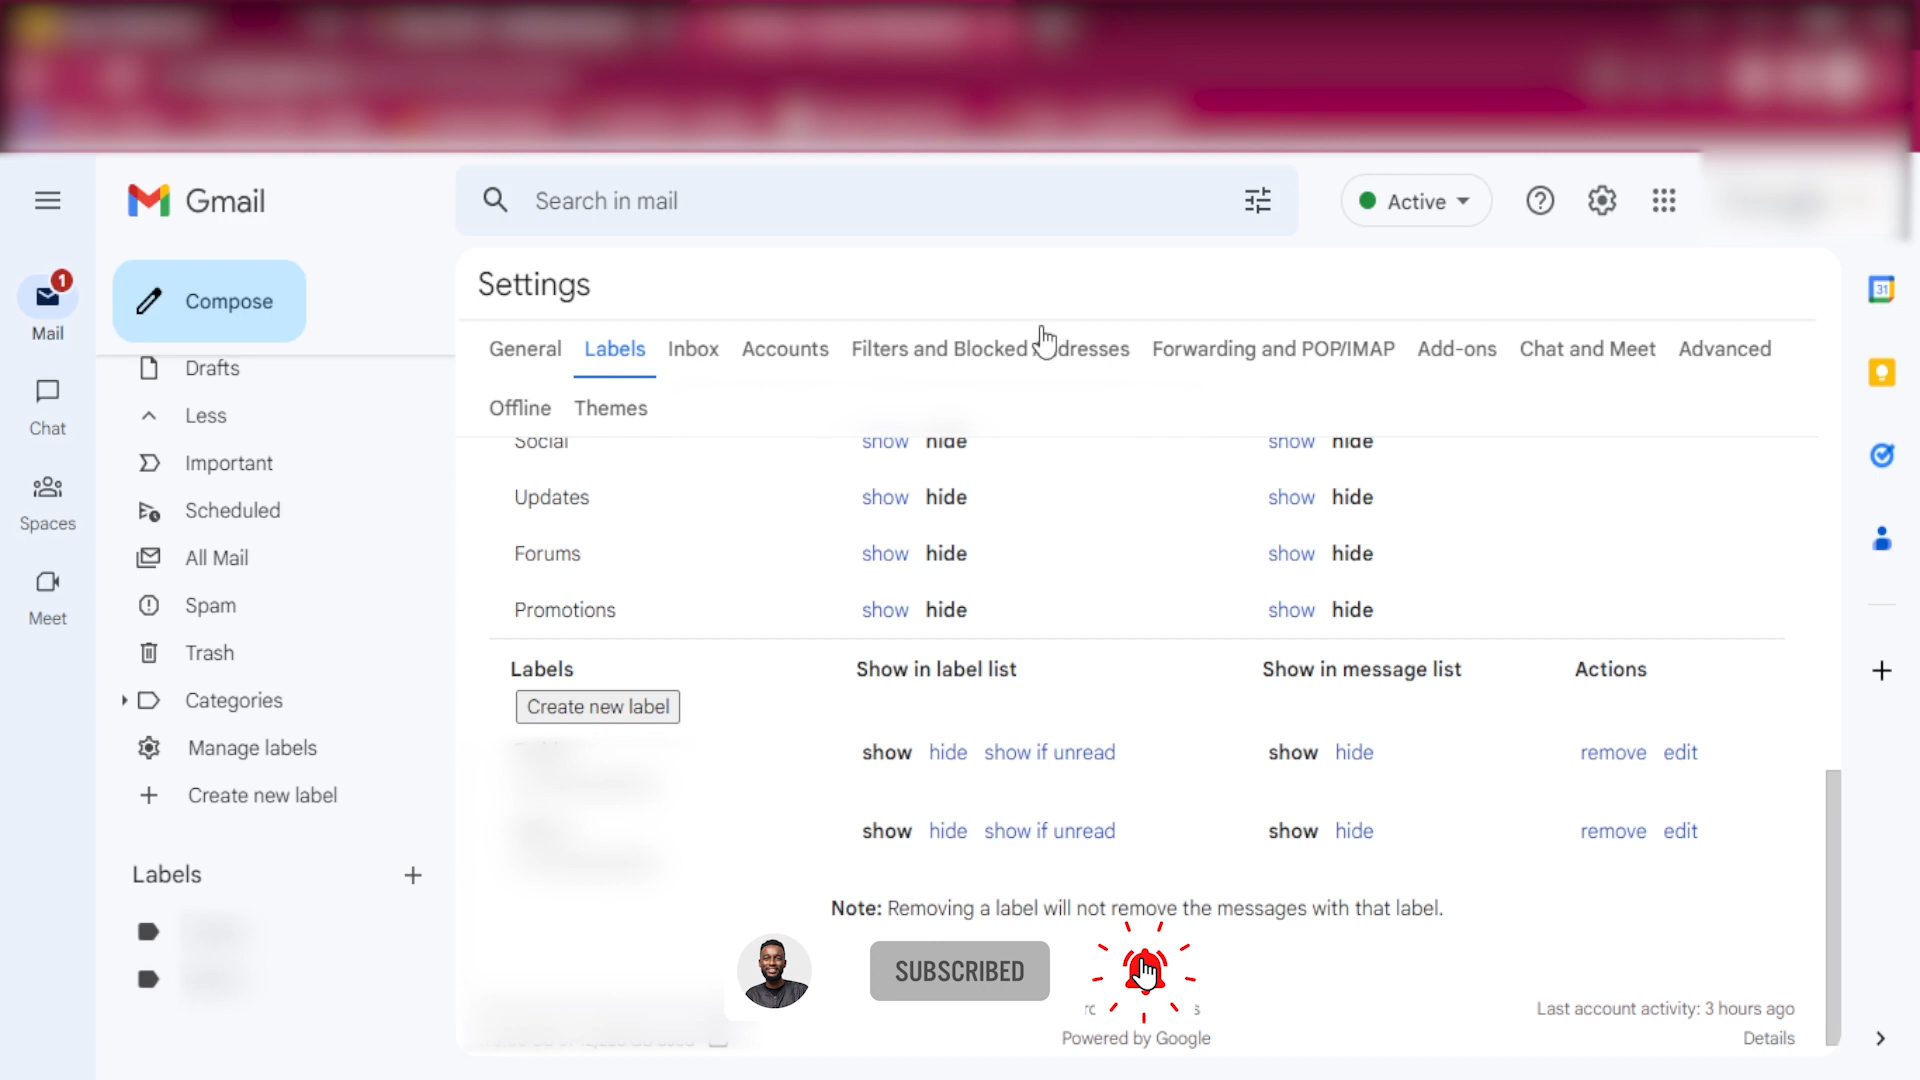 Gmail
Search in mail
Active
1
Mail
Chat
Spaces
Meet
Compose
Drafts
Less
Important
Scheduled
All Mail
Spam
Trash
Categories
Manage labels
Create new label
Labels
Settings
General Labels Inbox Accounts Filters and Blocked Addresses Forwarding and POP/IMAP Add-ons Chat and Meet Advanced
Offline Themes
Social show hide show hide
Updates show hide show hide
Forums show hide show hide
Promotions show hide show hide
Labels Show in label list Show in message list Actions
Create new label
show hide show if unread show hide remove edit
show hide show if unread show hide remove edit
Note: Removing a label will not remove the messages with that label.
SUBSCRIBED
Last account activity: 3 hours ago
Powered by Google
Details
31